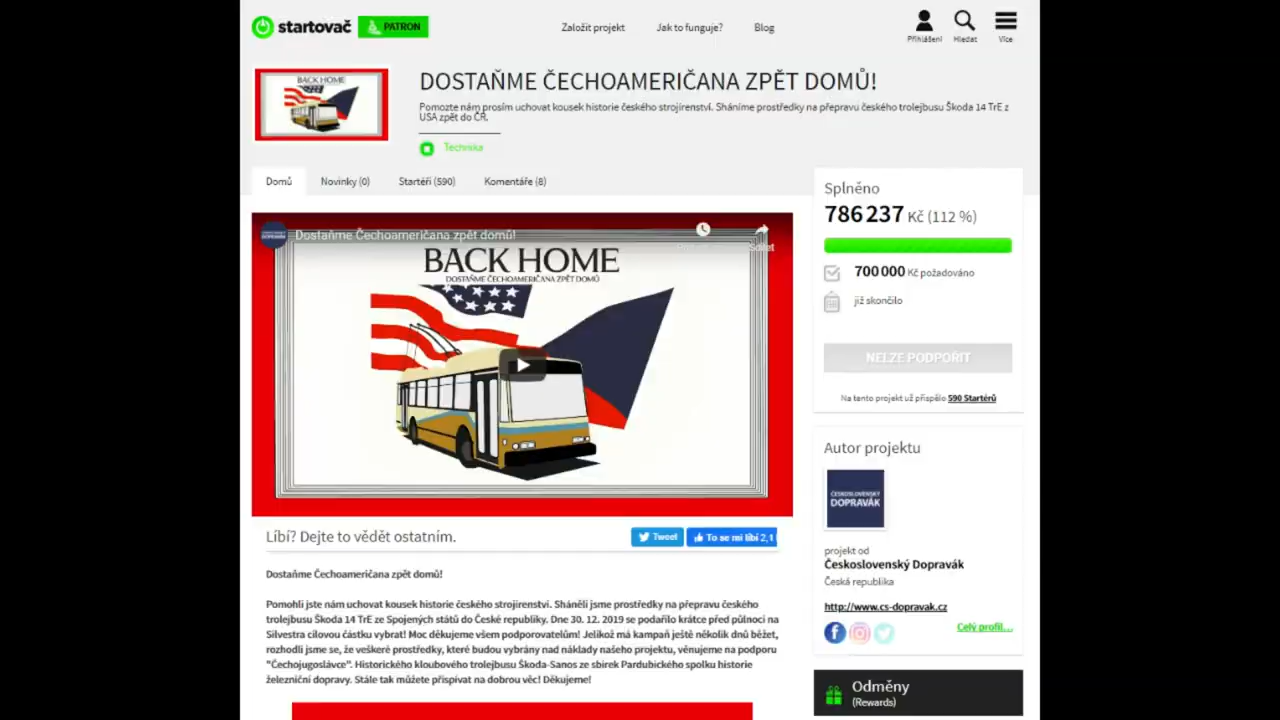 startovač
PATRON
Založit projekt
Jak to funguje?
Blog
Přihlášení
Hledat
Více
BACK HOME
DOSTAŇME ČECHOAMERIČANA ZPĚT DOMŮ!
Pomozte nám prosím uchovat kousek historie českého strojírenství. Sháníme prostředky na přepravu českého trolejbusu Škoda 14 TrE z
USA zpět do ČR.
Technika
Domů
Novinky (0)
Startéři (590)
Komentáře (8)
Dostaňme Čechoameričana zpět domů!
BACK HOME
DOSTAŇME ČECHOAMERIČANA ZPĚT DOMŮ
Líbí? Dejte to vědět ostatním.
Tweet
To se mi líbí 2,1
Dostaňme Čechoameričana zpět domů!
Pomohli jste nám uchovat kousek historie českého strojírenství. Sháněli jsme prostředky na přepravu českého
trolejbusu Škoda 14 TrE ze Spojených států do České republiky. Dne 30. 12. 2019 se podařilo krátce před půlnoci na
Silvestra cílovou částku vybrat! Moc děkujeme všem podporovatelům! Jelikož má kampaň ještě několik dnů běžet,
rozhodli jsme se, že veškeré prostředky, které budou vybrány nad náklady našeho projektu, věnujeme na podporu
"Čechojugoslávce". Historického kloubového trolejbusu Škoda-Sanos ze sbírek Pardubického spolku historie
železniční dopravy. Stále tak můžete přispívat na dobrou věc! Děkujeme!
Splněno
786 237 Kč (112 %)
700 000 Kč požadováno
již skončilo
NELZE PODPOŘIT
Na tento projekt už přispělo 590 Startérů
Autor projektu
ČESKOSLOVENSKÝ
DOPRAVÁK
projekt od
Československý Dopravák
Česká republika
http://www.cs-dopravak.cz
Celý profil...
Odměny
(Rewards)